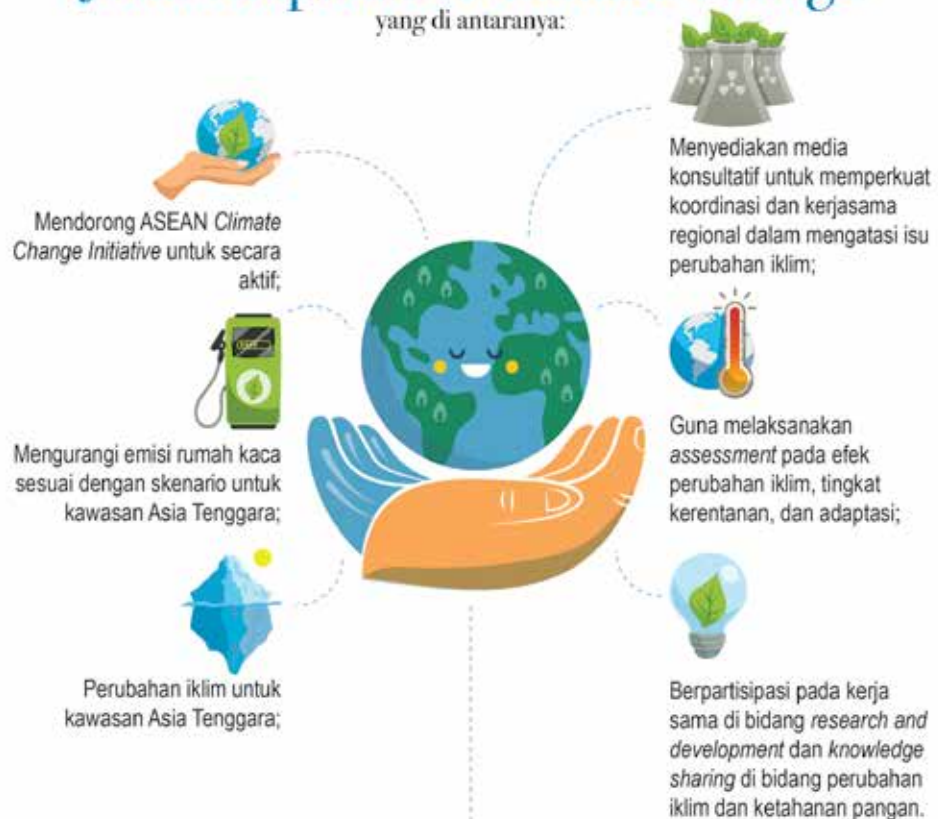 yang di antaranya:
Mendorong ASEAN Climate
Change Initiative untuk secara
aktif;
Mengurangi emisi rumah kaca
sesuai dengan skenario untuk
kawasan Asia Tenggara;
Perubahan iklim untuk
kawasan Asia Tenggara;
Menyediakan media
konsultatif untuk memperkuat
koordinasi dan kerjasama
regional dalam mengatasi isu
perubahan iklim;
Guna melaksanakan
assessment pada efek
perubahan iklim, tingkat
kerentanan, dan adaptasi;
Berpartisipasi pada kerja
sama di bidang research and
development dan knowledge
sharing di bidang perubahan
iklim dan ketahanan pangan.